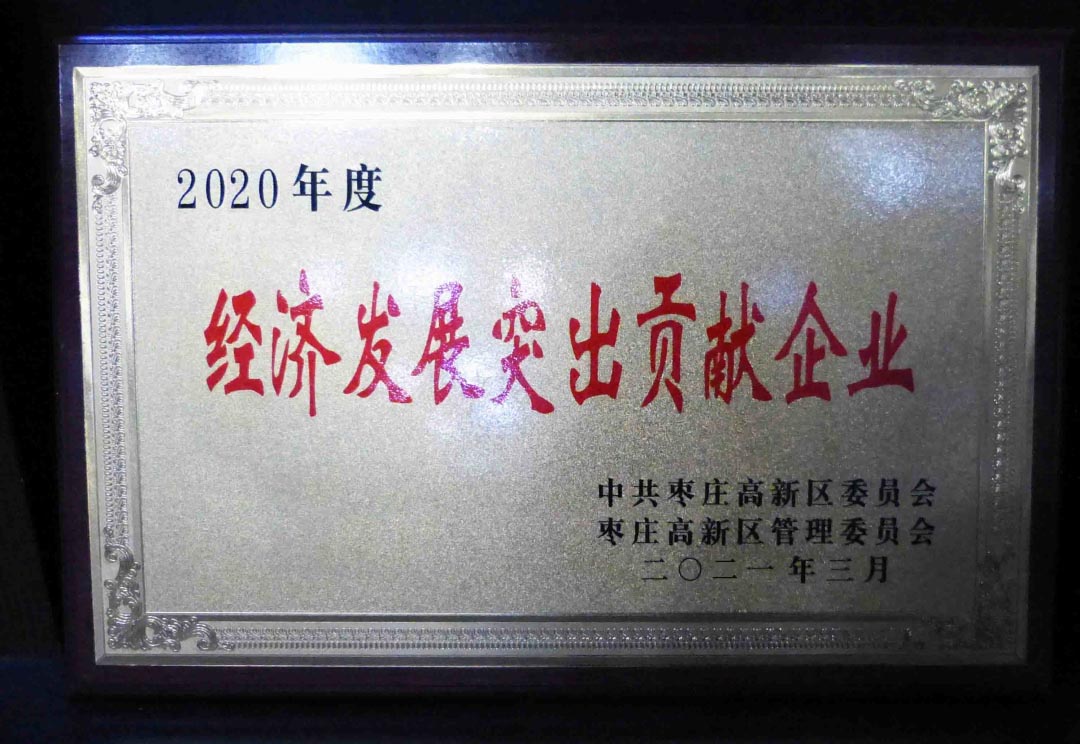 2020年度
经济发展突出贡献企业
中共枣庄高新区委员会
枣庄高新区管理委员会
二〇二一年三月